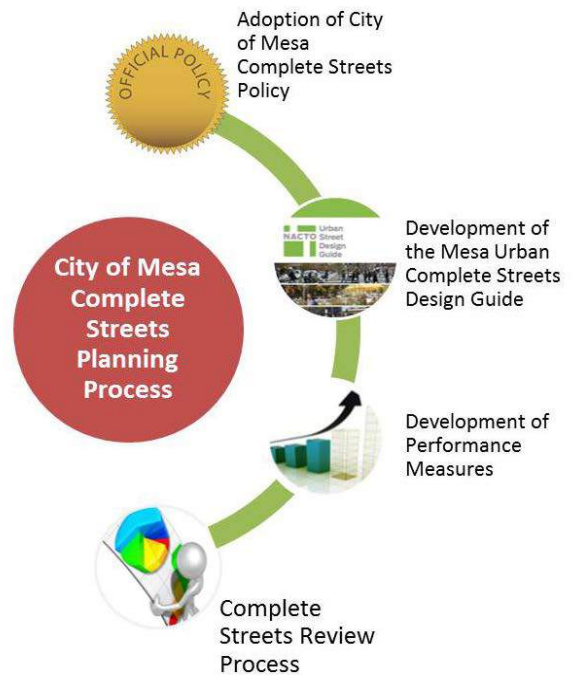 OFFICIAL POLICY
Adoption of City
of Mesa
Complete Streets
Policy
NACTO
Urban
Street
Design
Guide
Development of
the Mesa Urban
Complete Streets
Design Guide
City of Mesa
Complete
Streets
Planning
Process
Development of
Performance
Measures
Complete
Streets Review
Process